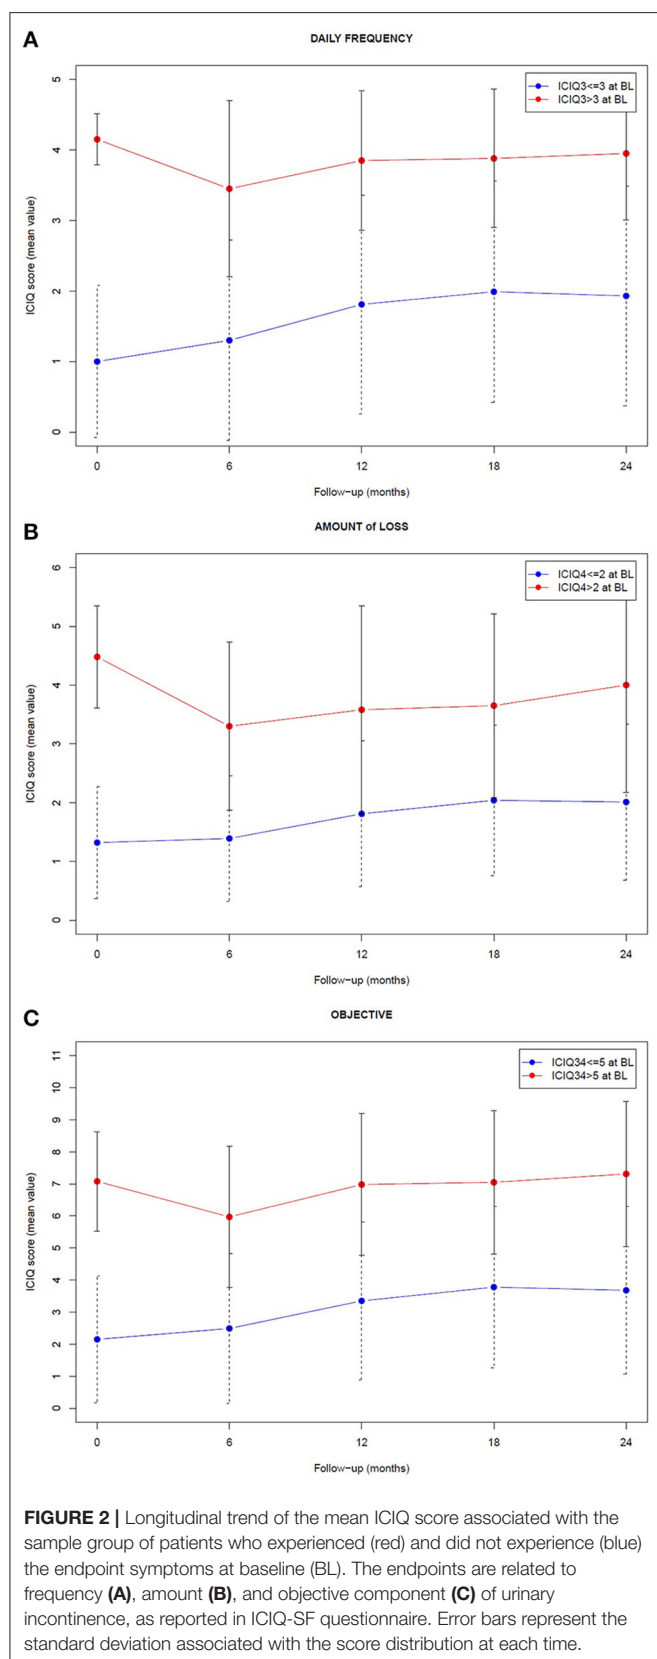 A
DAILY FREQUENCY
ICIQ3<=3 at BL
ICIQ3>3 at BL
ICIQ score (mean value)
5
4
3
2
1
0
0 6 12 18 24
Follow-up (months)
B
AMOUNT of LOSS
ICIQ4<=2 at BL
ICIQ4>2 at BL
ICIQ score (mean value)
6
5
4
3
2
1
0
0 6 12 18 24
Follow-up (months)
C
OBJECTIVE
ICIQ34<=5 at BL
ICIQ34>5 at BL
ICIQ score (mean value)
11
10
9
8
7
6
5
4
3
2
1
0
0 6 12 18 24
Follow-up (months)
FIGURE 2 | Longitudinal trend of the mean ICIQ score associated with the
sample group of patients who experienced (red) and did not experience (blue)
the endpoint symptoms at baseline (BL). The endpoints are related to
frequency (A), amount (B), and objective component (C) of urinary
incontinence, as reported in ICIQ-SF questionnaire. Error bars represent the
standard deviation associated with the score distribution at each time.